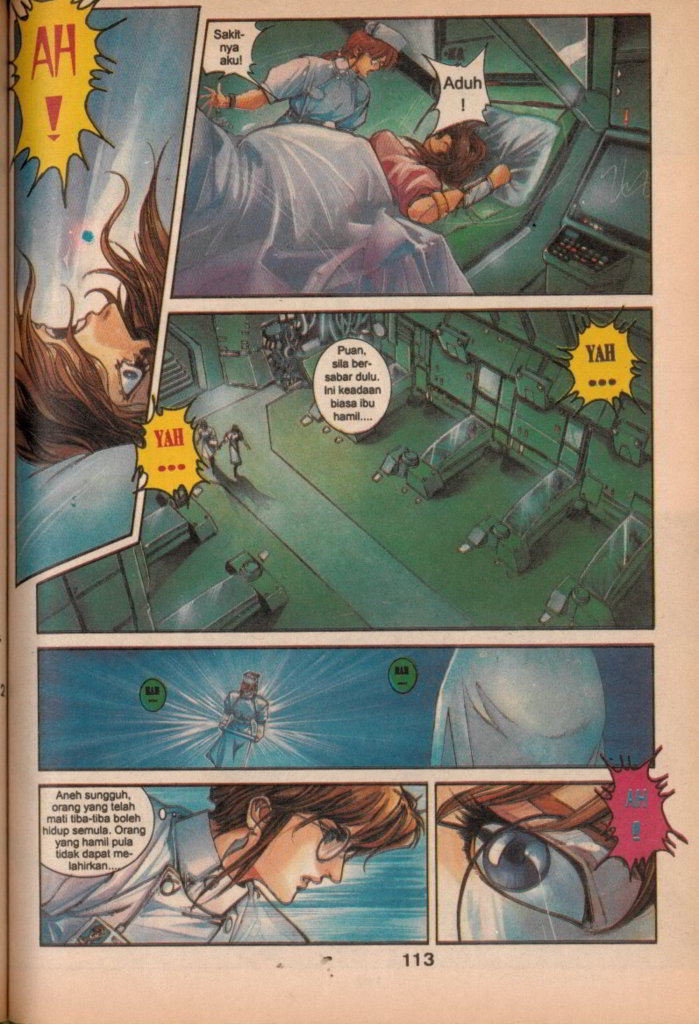 AH
!
Sakit-
nya
aku!
Aduh
!
Puan,
sila ber-
sabar dulu.
Ini keadaan
biasa ibu
hamil....
YAH
...
YAH
...
HAH
...
HAH
...
Aneh sungguh,
orang yang telah
mati tiba-tiba boleh
hidup semula. Orang
yang hamil pula
tidak dapat me-
lahirkan....
AH
!
113